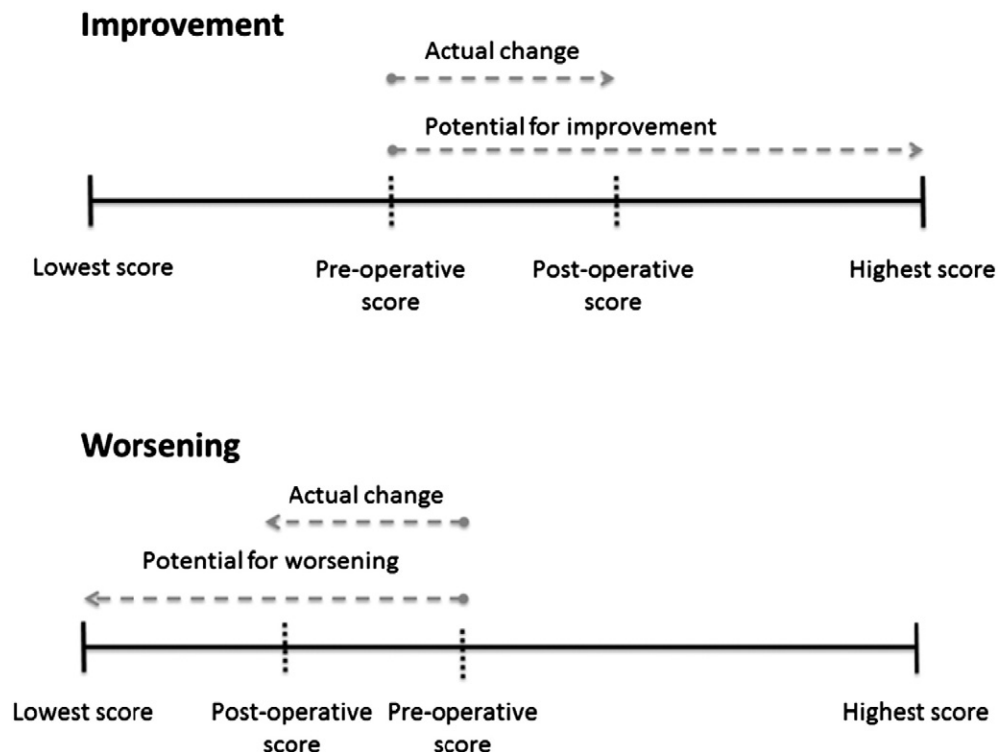 Improvement
Actual change
Potential for improvement
Lowest score
Pre-operative
score
Post-operative
score
Highest score
Worsening
Actual change
Potential for worsening
Lowest score
Post-operative
score
Pre-operative
score
Highest score